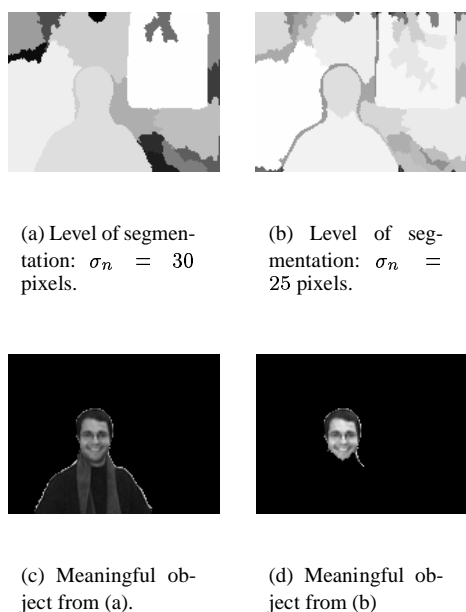 (a) Level of segmen-
tation: σn = 30
pixels.
(b) Level of seg-
mentation: σn =
25 pixels.
(c) Meaningful ob-
ject from (a).
(d) Meaningful ob-
ject from (b)